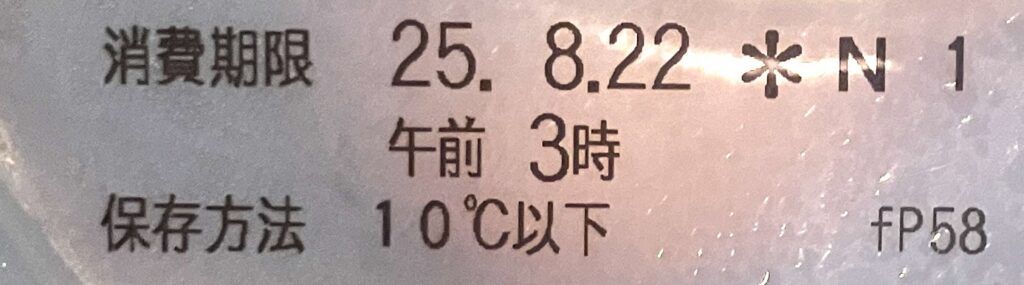 消費期限 25. 8.22 ＊ N 1
午前 3時
保存方法 10℃以下 fP58